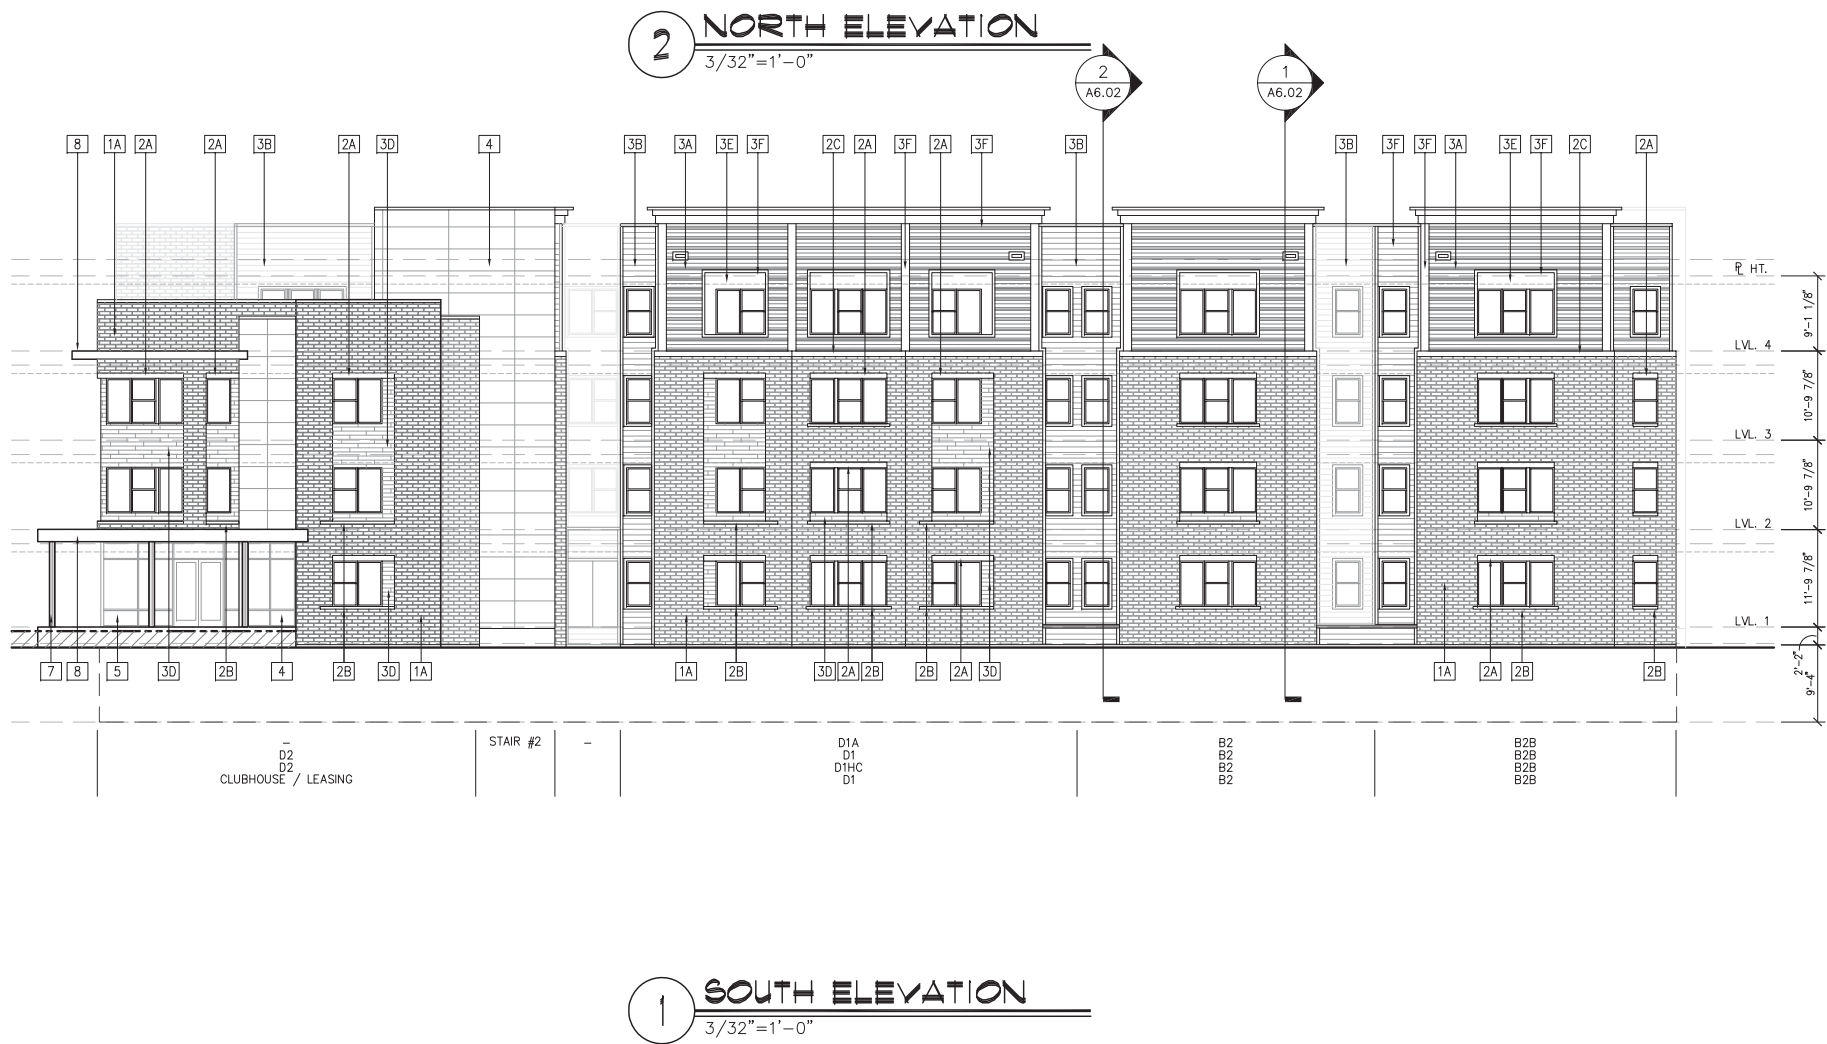 2
NORTH ELEVATION
3/32"=1'-0"
2
A6.02
1
A6.02
8 1A 2A 2A 3B 2A 3D 4 3B 3A 3E 3F 2C 2A 3F 2A 3F 3B 3B 3F 3F 3A 3E 3F 2C 2A
PL HT.
9'-1 1/8"
LVL. 4
10'-9 7/8"
LVL. 3
10'-9 7/8"
LVL. 2
11'-9 7/8"
LVL. 1
2'-2"
9'-4"
7 8 5 3D 2B 4 2B 3D 1A 1A 2B 3D 2A 2B 2B 2A 3D 1A 2A 2B 2B
- STAIR #2 - D1A B2 B2B
D2 D1 B2 B2B
D2 D1HC B2 B2B
CLUBHOUSE / LEASING D1 B2 B2B
1
SOUTH ELEVATION
3/32"=1'-0"